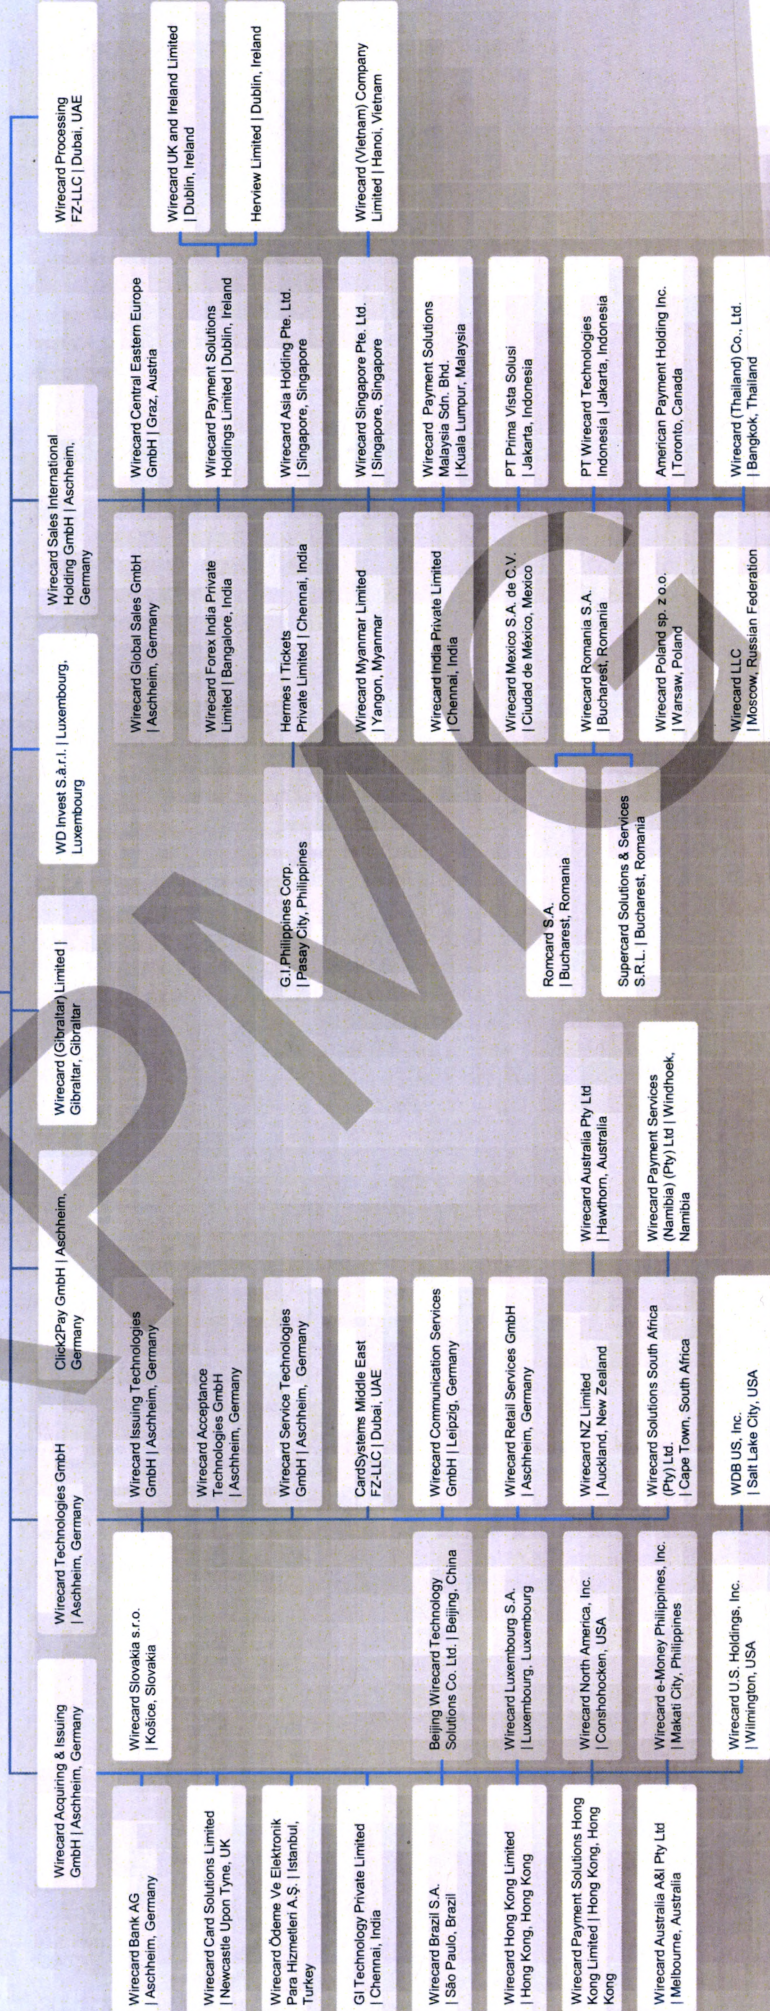 Wirecard Acquiring & Issuing
GmbH | Aschheim, Germany
Wirecard Technologies GmbH
| Aschheim, Germany
Click2Pay GmbH | Aschheim,
Germany
Wirecard (Gibraltar) Limited |
Gibraltar, Gibraltar
WD Invest S.à.r.l. | Luxembourg,
Luxembourg
Wirecard Sales International
Holding GmbH | Aschheim,
Germany
Wirecard Processing
FZ-LLC | Dubai, UAE
Wirecard Bank AG
| Aschheim, Germany
Wirecard Card Solutions Limited
| Newcastle Upon Tyne, UK
Wirecard Ödeme Ve Elektronik
Para Hizmetleri A.Ş. | Istanbul,
Turkey
GI Technology Private Limited
| Chennai, India
Wirecard Brazil S.A.
| São Paulo, Brazil
Wirecard Hong Kong Limited
| Hong Kong, Hong Kong
Wirecard Payment Solutions Hong
Kong Limited | Hong Kong, Hong
Kong
Wirecard Australia A&I Pty Ltd
| Melbourne, Australia
Wirecard Slovakia s.r.o.
| Košice, Slovakia
Beijing Wirecard Technology
Solutions Co. Ltd. | Beijing, China
Wirecard Luxembourg S.A.
| Luxembourg, Luxembourg
Wirecard North America, Inc.
| Conshohocken, USA
Wirecard e-Money Philippines, Inc.
| Makati City, Philippines
Wirecard U.S. Holdings, Inc.
| Wilmington, USA
Wirecard Issuing Technologies
GmbH | Aschheim, Germany
Wirecard Acceptance
Technologies GmbH
| Aschheim, Germany
Wirecard Service Technologies
GmbH | Aschheim, Germany
CardSystems Middle East
FZ-LLC | Dubai, UAE
Wirecard Communication Services
GmbH | Leipzig, Germany
Wirecard Retail Services GmbH
| Aschheim, Germany
Wirecard NZ Limited
| Auckland, New Zealand
Wirecard Solutions South Africa
(Pty) Ltd.
| Cape Town, South Africa
WDB US, Inc.
| Salt Lake City, USA
Wirecard Australia Pty Ltd
| Hawthorn, Australia
Wirecard Payment Services
(Namibia) (Pty) Ltd | Windhoek,
Namibia
G.I.Philippines Corp.
| Pasay City, Philippines
Romcard S.A.
| Bucharest, Romania
Supercard Solutions & Services
S.R.L. | Bucharest, Romania
Wirecard Global Sales GmbH
| Aschheim, Germany
Wirecard Forex India Private
Limited | Bangalore, India
Hermes I Tickets
Private Limited | Chennai, India
Wirecard Myanmar Limited
| Yangon, Myanmar
Wirecard India Private Limited
| Chennai, India
Wirecard Mexico S.A. de C.V.
| Ciudad de México, Mexico
Wirecard Romania S.A.
| Bucharest, Romania
Wirecard Poland sp. z o.o.
| Warsaw, Poland
Wirecard LLC
| Moscow, Russian Federation
Wirecard Central Eastern Europe
GmbH | Graz, Austria
Wirecard Payment Solutions
Holdings Limited | Dublin, Ireland
Wirecard Asia Holding Pte. Ltd.
| Singapore, Singapore
Wirecard Singapore Pte. Ltd.
| Singapore, Singapore
Wirecard Payment Solutions
Malaysia Sdn. Bhd.
| Kuala Lumpur, Malaysia
PT Prima Vista Solusi
| Jakarta, Indonesia
PT Wirecard Technologies
Indonesia | Jakarta, Indonesia
American Payment Holding Inc.
| Toronto, Canada
Wirecard (Thailand) Co., Ltd.
| Bangkok, Thailand
Wirecard UK and Ireland Limited
| Dublin, Ireland
Herview Limited | Dublin, Ireland
Wirecard (Vietnam) Company
Limited | Hanoi, Vietnam
PMG